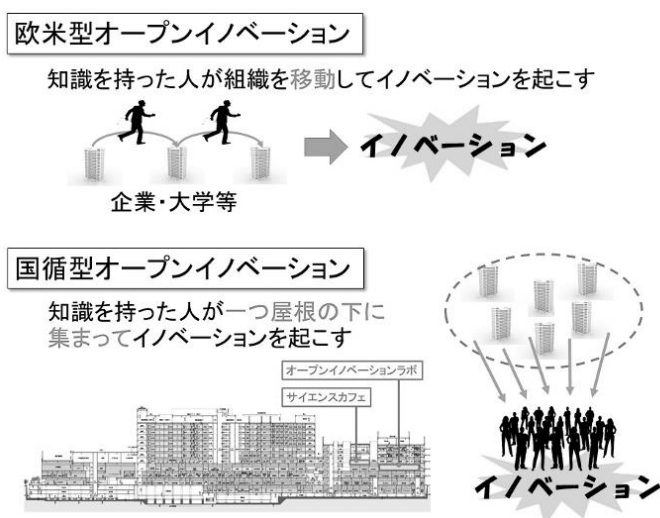 欧米型オープンイノベーション
知識を持った人が組織を移動してイノベーションを起こす
イノベーション
企業・大学等
国循型オープンイノベーション
知識を持った人が一つ屋根の下に
集まってイノベーションを起こす
オープンイノベーションラボ
サイエンスカフェ
イノベーション